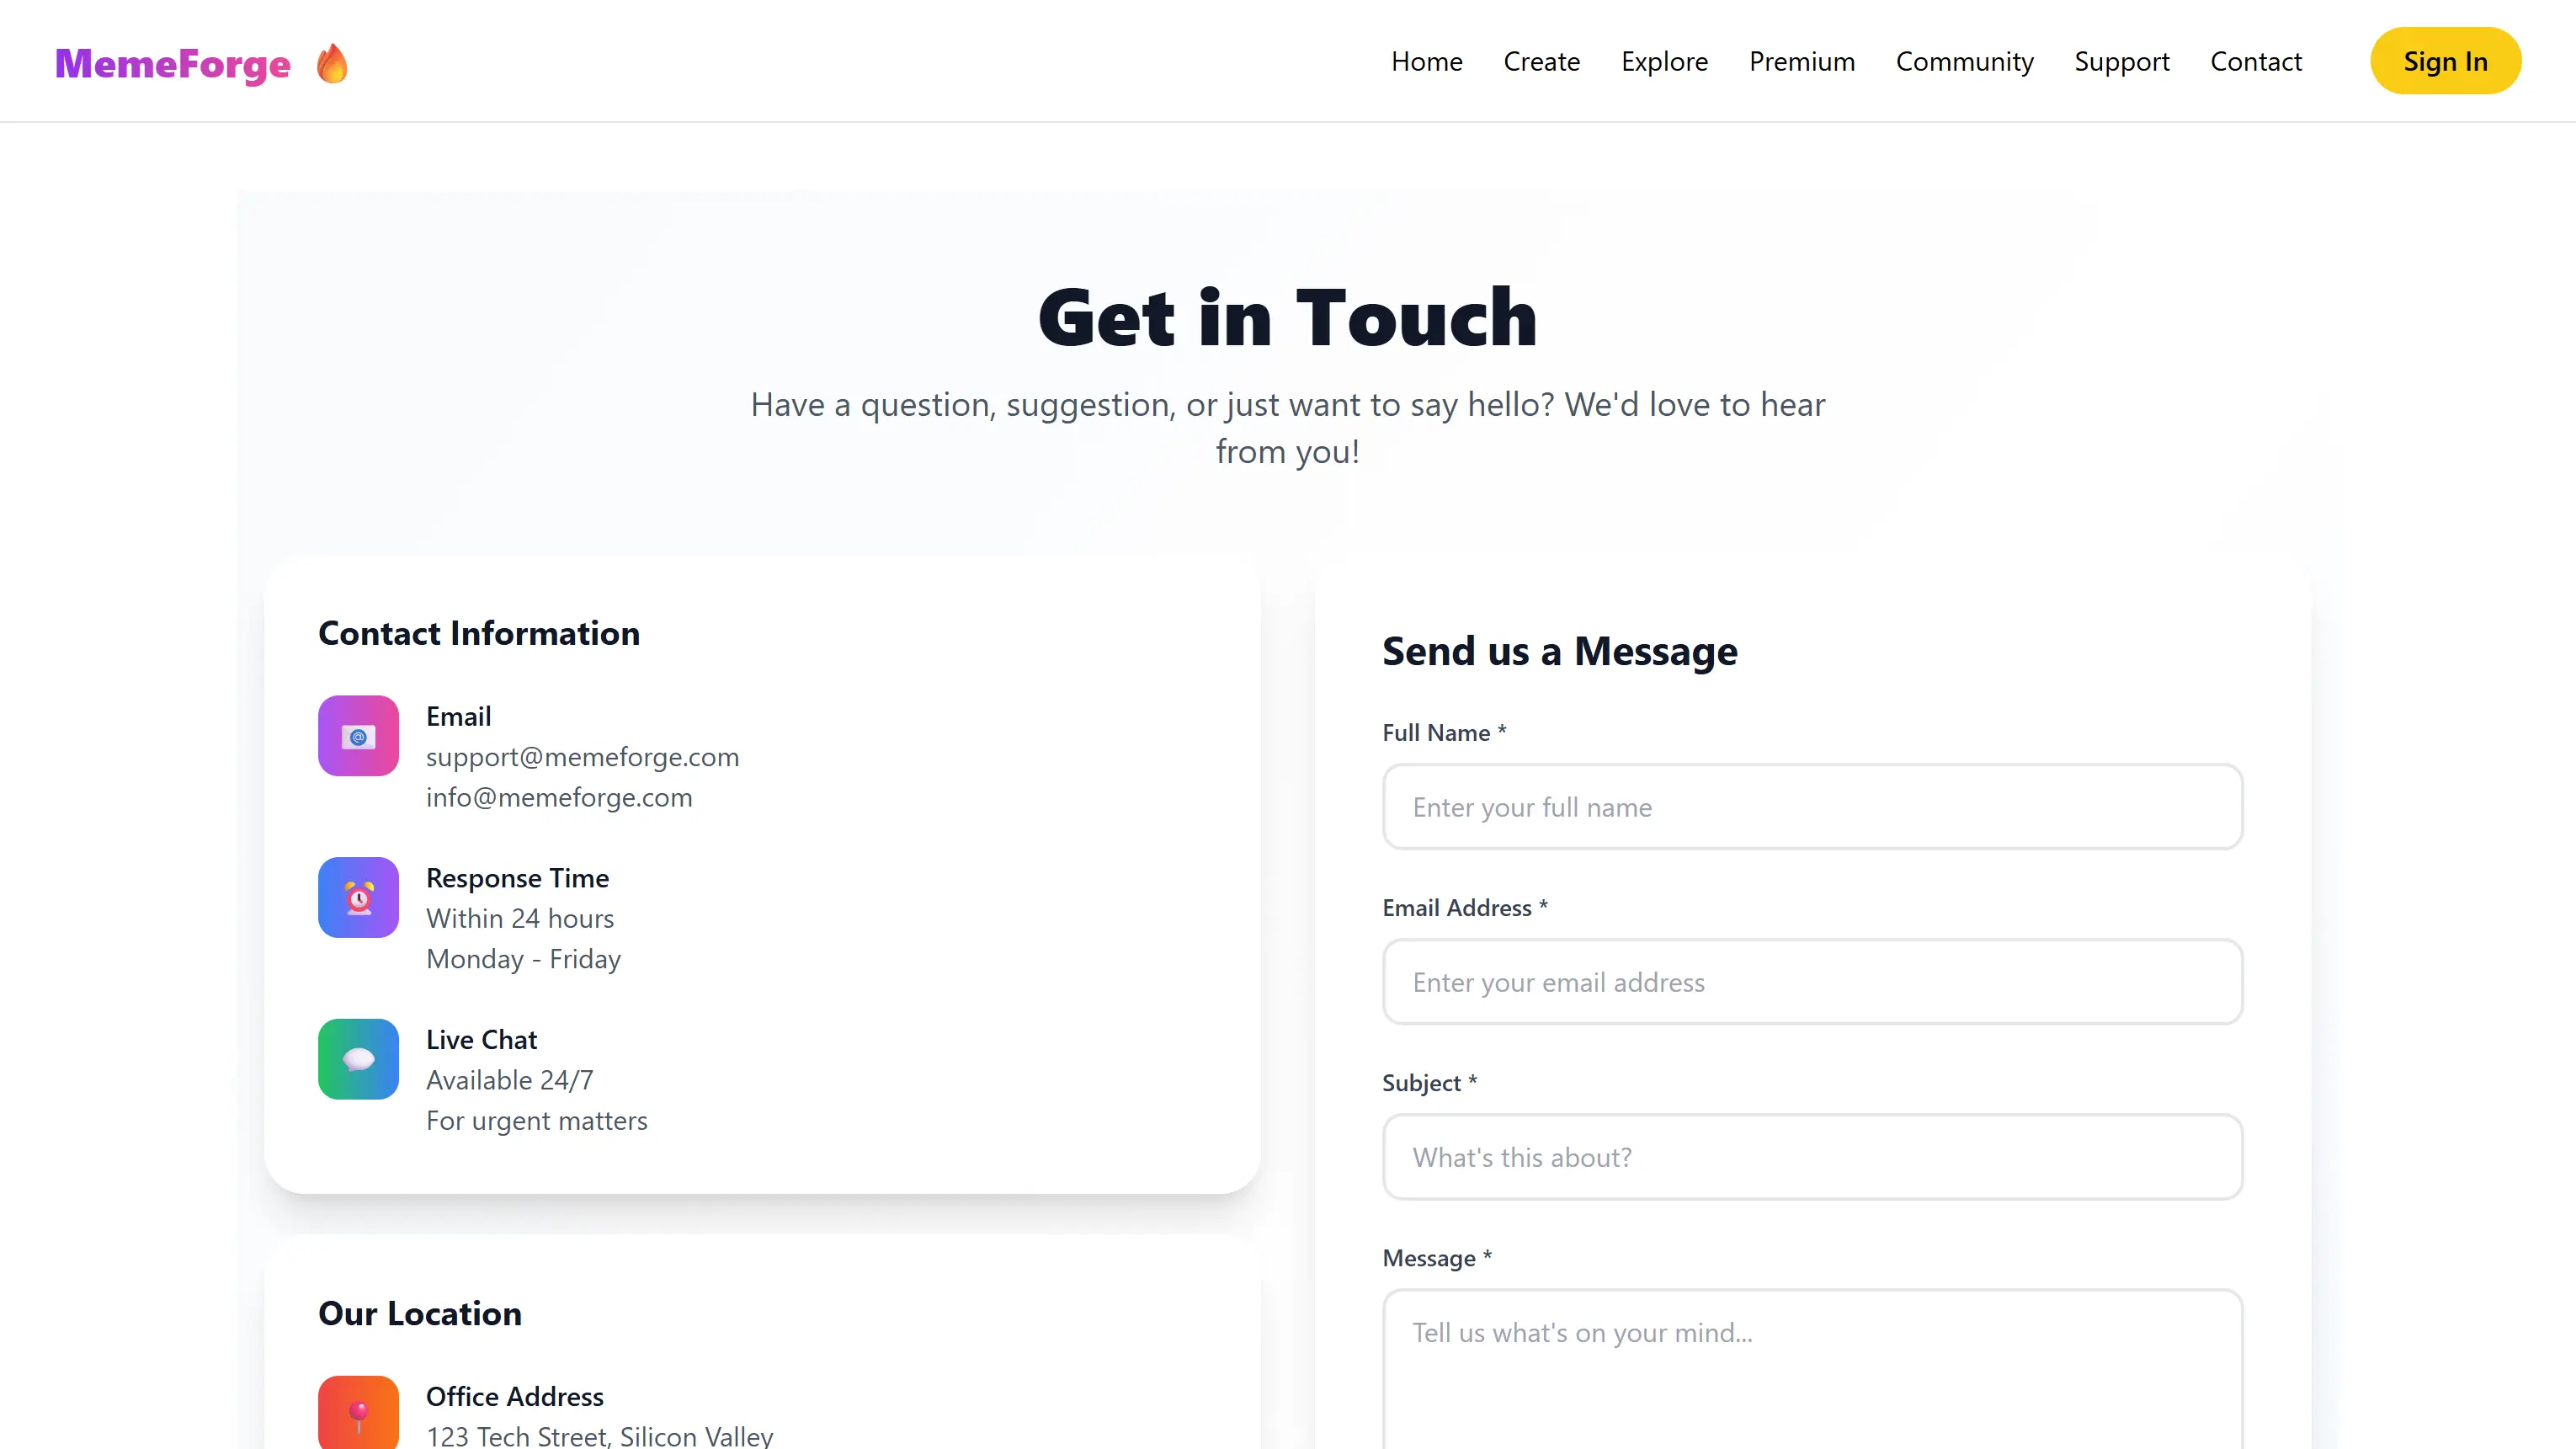 MemeForge
Home
Create
Explore
Premium
Community
Support
Contact
Sign In
Get in Touch
Have a question, suggestion, or just want to say hello? We'd love to hear
from you!
Contact Information
Email
support@memeforge.com
info@memeforge.com
Response Time
Within 24 hours
Monday - Friday
Live Chat
Available 24/7
For urgent matters
Our Location
Office Address
123 Tech Street, Silicon Valley
Send us a Message
Full Name *
Enter your full name
Email Address *
Enter your email address
Subject *
What's this about?
Message *
Tell us what's on your mind...